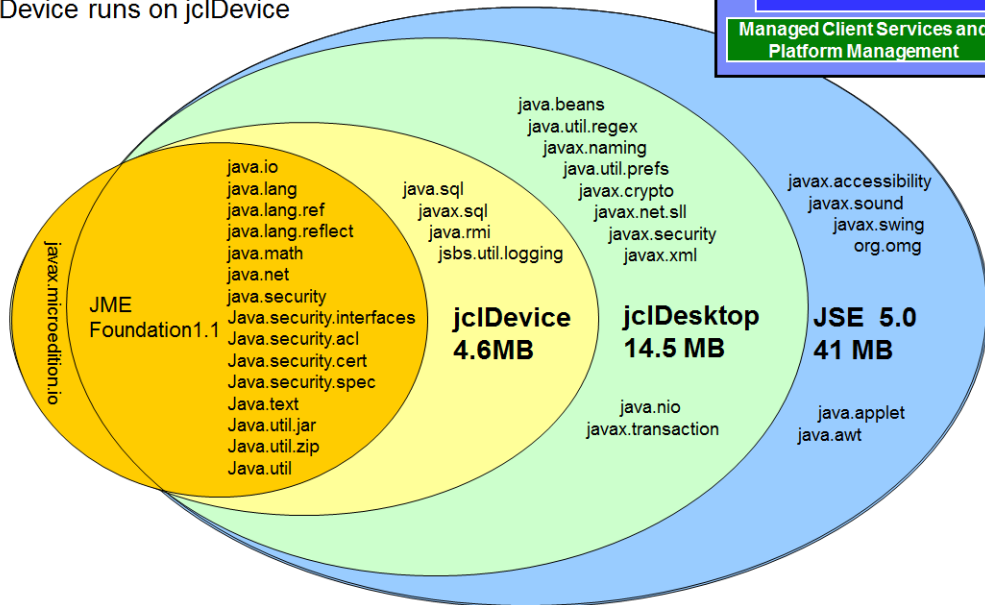 Device runs on jclDevice
Managed Client Services and
Platform Management
javax.microedition.io
JME
Foundation1.1
java.io
java.lang
java.lang.ref
java.lang.reflect
java.math
java.net
java.security
Java.security.interfaces
Java.security.acl
Java.security.cert
Java.security.spec
Java.text
Java.util.jar
Java.util.zip
Java.util
java.sql
javax.sql
java.rmi
jsbs.util.logging
jclDevice
4.6MB
java.beans
java.util.regex
javax.naming
java.util.prefs
javax.crypto
javax.net.sll
javax.security
javax.xml
jclDesktop
14.5 MB
java.nio
javax.transaction
javax.accessibility
javax.sound
javax.swing
org.omg
JSE 5.0
41 MB
java.applet
java.awt